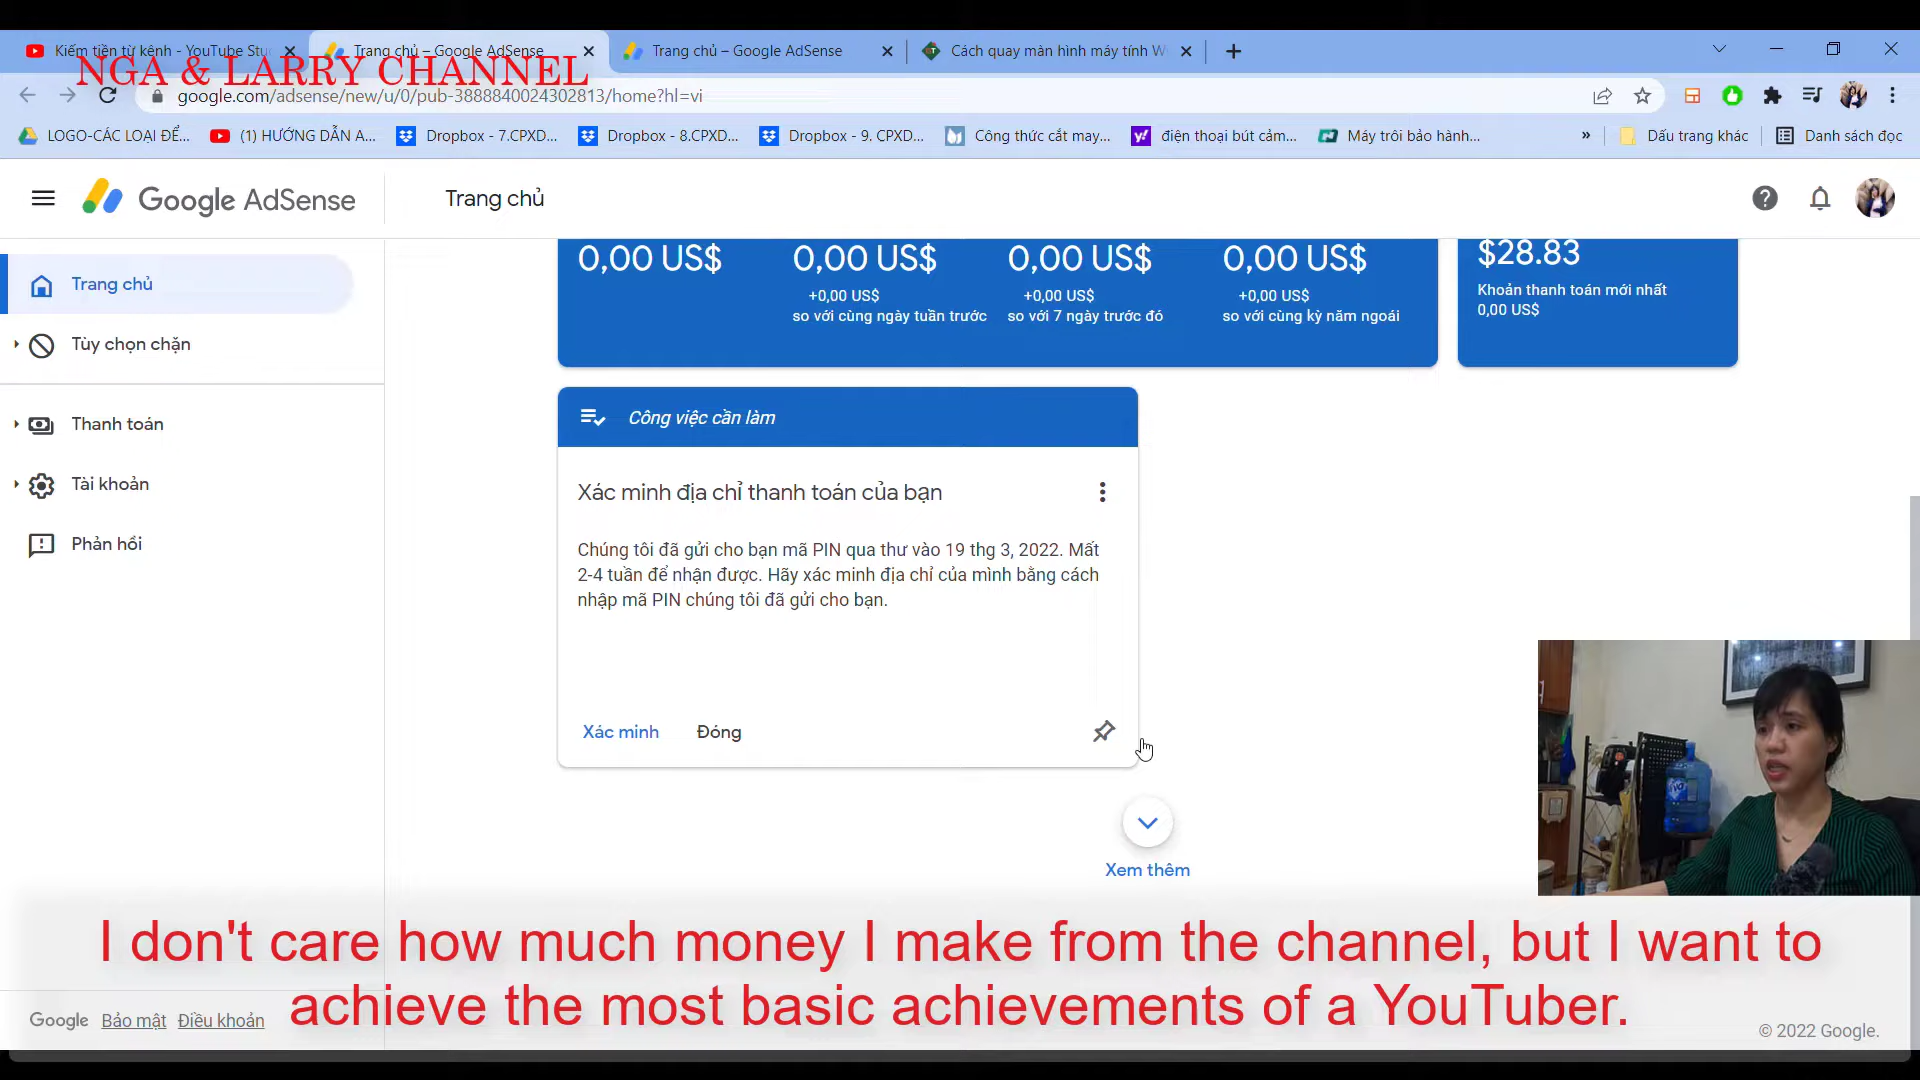 Kiếm tiền từ kênh - YouTube Stu
Trang chủ – Google AdSense
Trang chủ – Google AdSense
Cách quay màn hình máy tính W
NGA & LARRY CHANNEL
google.com/adsense/new/u/0/pub-3888840024302813/home?hl=vi
LOGO-CÁC LOẠI ĐỂ...
(1) HƯỚNG DẪN A...
Dropbox - 7.CPXD...
Dropbox - 8.CPXD...
Dropbox - 9. CPXD...
Công thức cắt may...
điện thoại bút cảm...
Máy trôi bảo hành...
»
Dấu trang khác
Danh sách đọc
Google AdSense
Trang chủ
Trang chủ
Tùy chọn chặn
Thanh toán
Tài khoản
Phản hồi
0,00 US$
0,00 US$
+0,00 US$
so với cùng ngày tuần trước
0,00 US$
+0,00 US$
so với 7 ngày trước đó
0,00 US$
+0,00 US$
so với cùng kỳ năm ngoái
$28.83
Khoản thanh toán mới nhất
0,00 US$
Công việc cần làm
Xác minh địa chỉ thanh toán của bạn
Chúng tôi đã gửi cho bạn mã PIN qua thư vào 19 thg 3, 2022. Mất
2-4 tuần để nhận được. Hãy xác minh địa chỉ của mình bằng cách
nhập mã PIN chúng tôi đã gửi cho bạn.
Xác minh
Đóng
Xem thêm
I don't care how much money I make from the channel, but I want to
achieve the most basic achievements of a YouTuber.
Google
Bảo mật
Điều khoản
© 2022 Google.